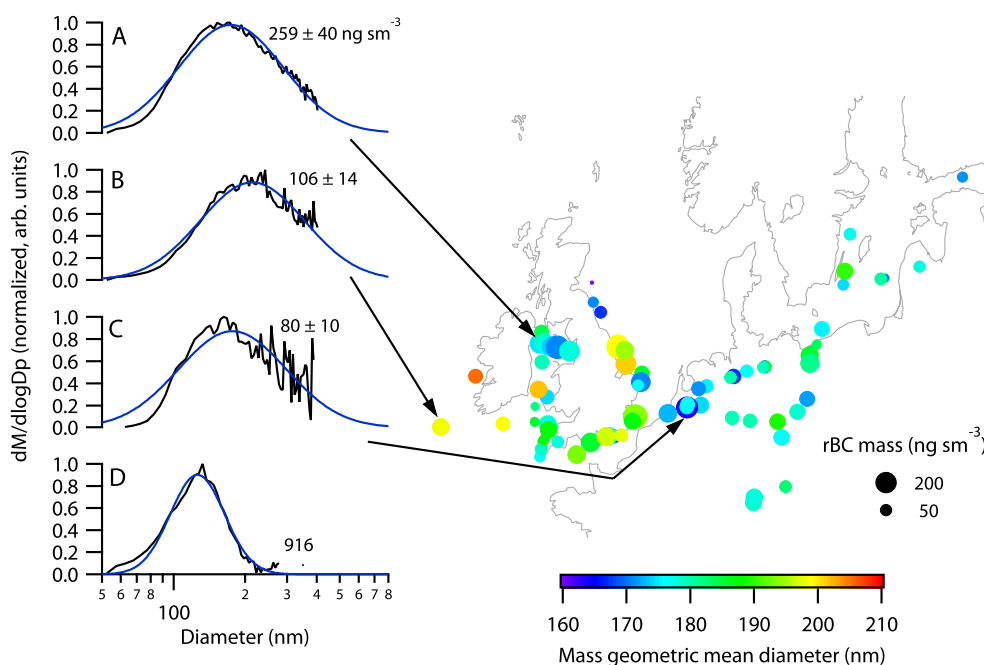 dM/dlogDp (normalized, arb. units)
1.0
0.8
0.6
0.4
0.2
0.0
A
259 ± 40 ng sm⁻³
1.0
0.8
0.6
0.4
0.2
0.0
B
106 ± 14
1.0
0.8
0.6
0.4
0.2
0.0
C
80 ± 10
1.0
0.8
0.6
0.4
0.2
0.0
D
916
5 6 7 8 2 3 4 5 6 7 8
100
Diameter (nm)
rBC mass (ng sm⁻³)
200
50
160 170 180 190 200 210
Mass geometric mean diameter (nm)